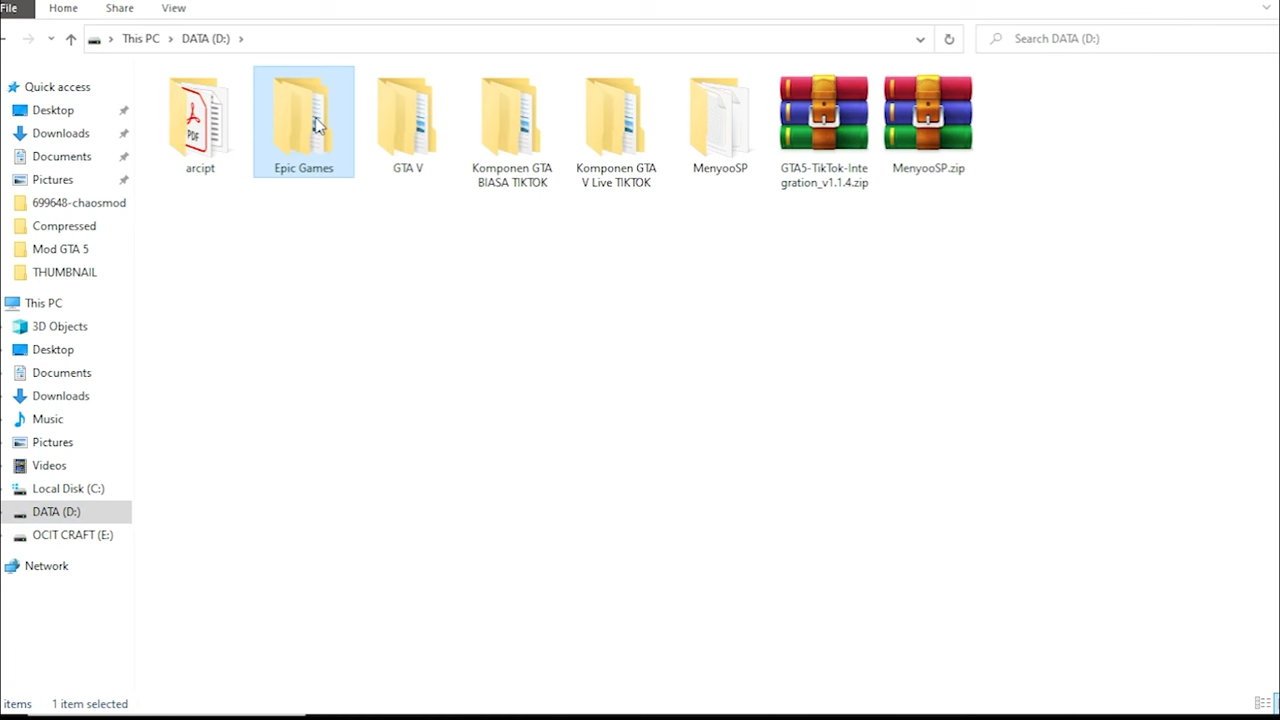 File Home Share View
This PC DATA (D:) Search DATA (D:)
Quick access
Desktop
Downloads
Documents
Pictures
699648-chaosmod
Compressed
Mod GTA 5
THUMBNAIL
This PC
3D Objects
Desktop
Documents
Downloads
Music
Pictures
Videos
Local Disk (C:)
DATA (D:)
OCIT CRAFT (E:)
Network
PDF
arcipt
Epic Games
GTA V
Komponen GTA
BIASA TIKTOK
Komponen GTA
V Live TIKTOK
MenyooSP
GTA5-TikTok-Inte
gration_v1.1.4.zip
MenyooSP.zip
items 1 item selected